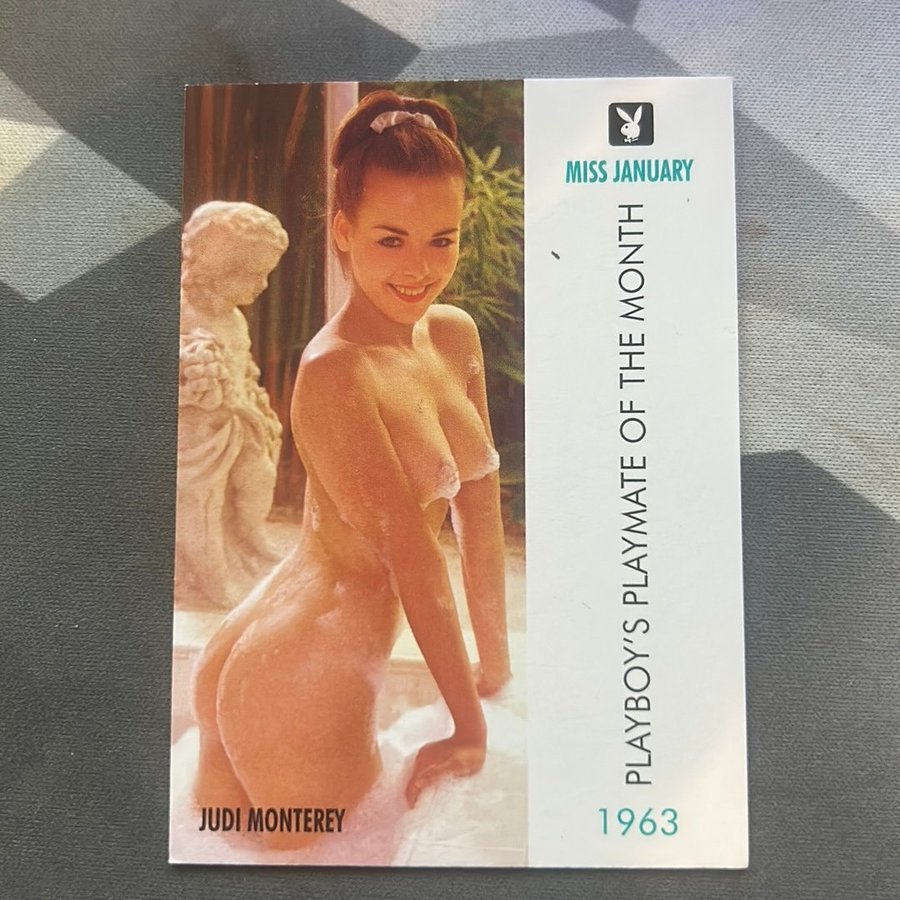 MISS JANUARY
PLAYBOY'S PLAYMATE OF THE MONTH
JUDI MONTEREY
1963